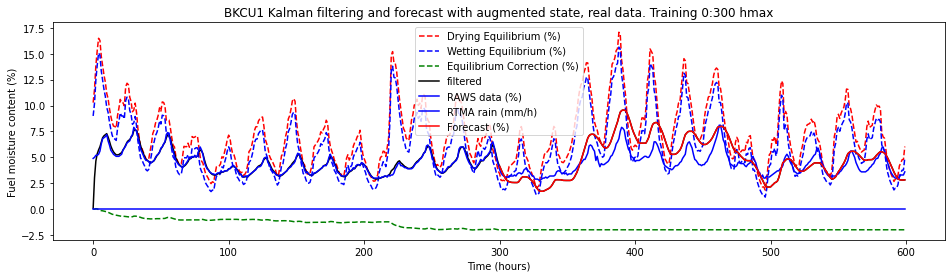 BKCU1 Kalman filtering and forecast with augmented state, real data. Training 0:300 hmax
Fuel moisture content (%)
17.5
15.0
12.5
10.0
7.5
5.0
2.5
0.0
−2.5
Drying Equilibrium (%)
Wetting Equilibrium (%)
Equilibrium Correction (%)
filtered
RAWS data (%)
RTMA rain (mm/h)
Forecast (%)
0
100
200
300
400
500
600
Time (hours)